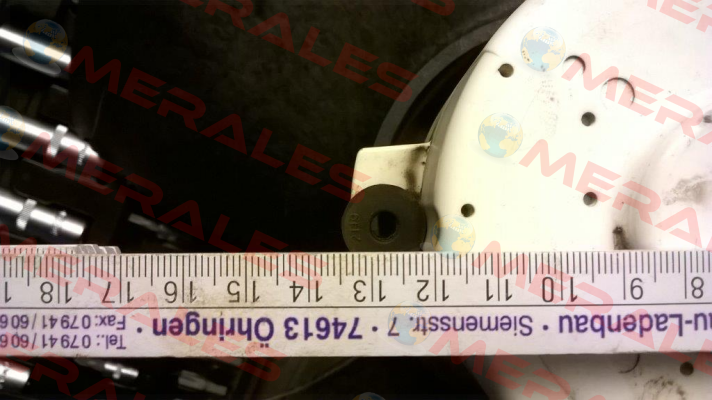 MERALES
MERALES
MERALES
MERALES
8 9 10 11 12 13 14 15 16 17 18
au-Ladenbau · Siemensstr. 7 · 74613 Öhringen ·
Tel.: 07941/606
Fax: 07941/606